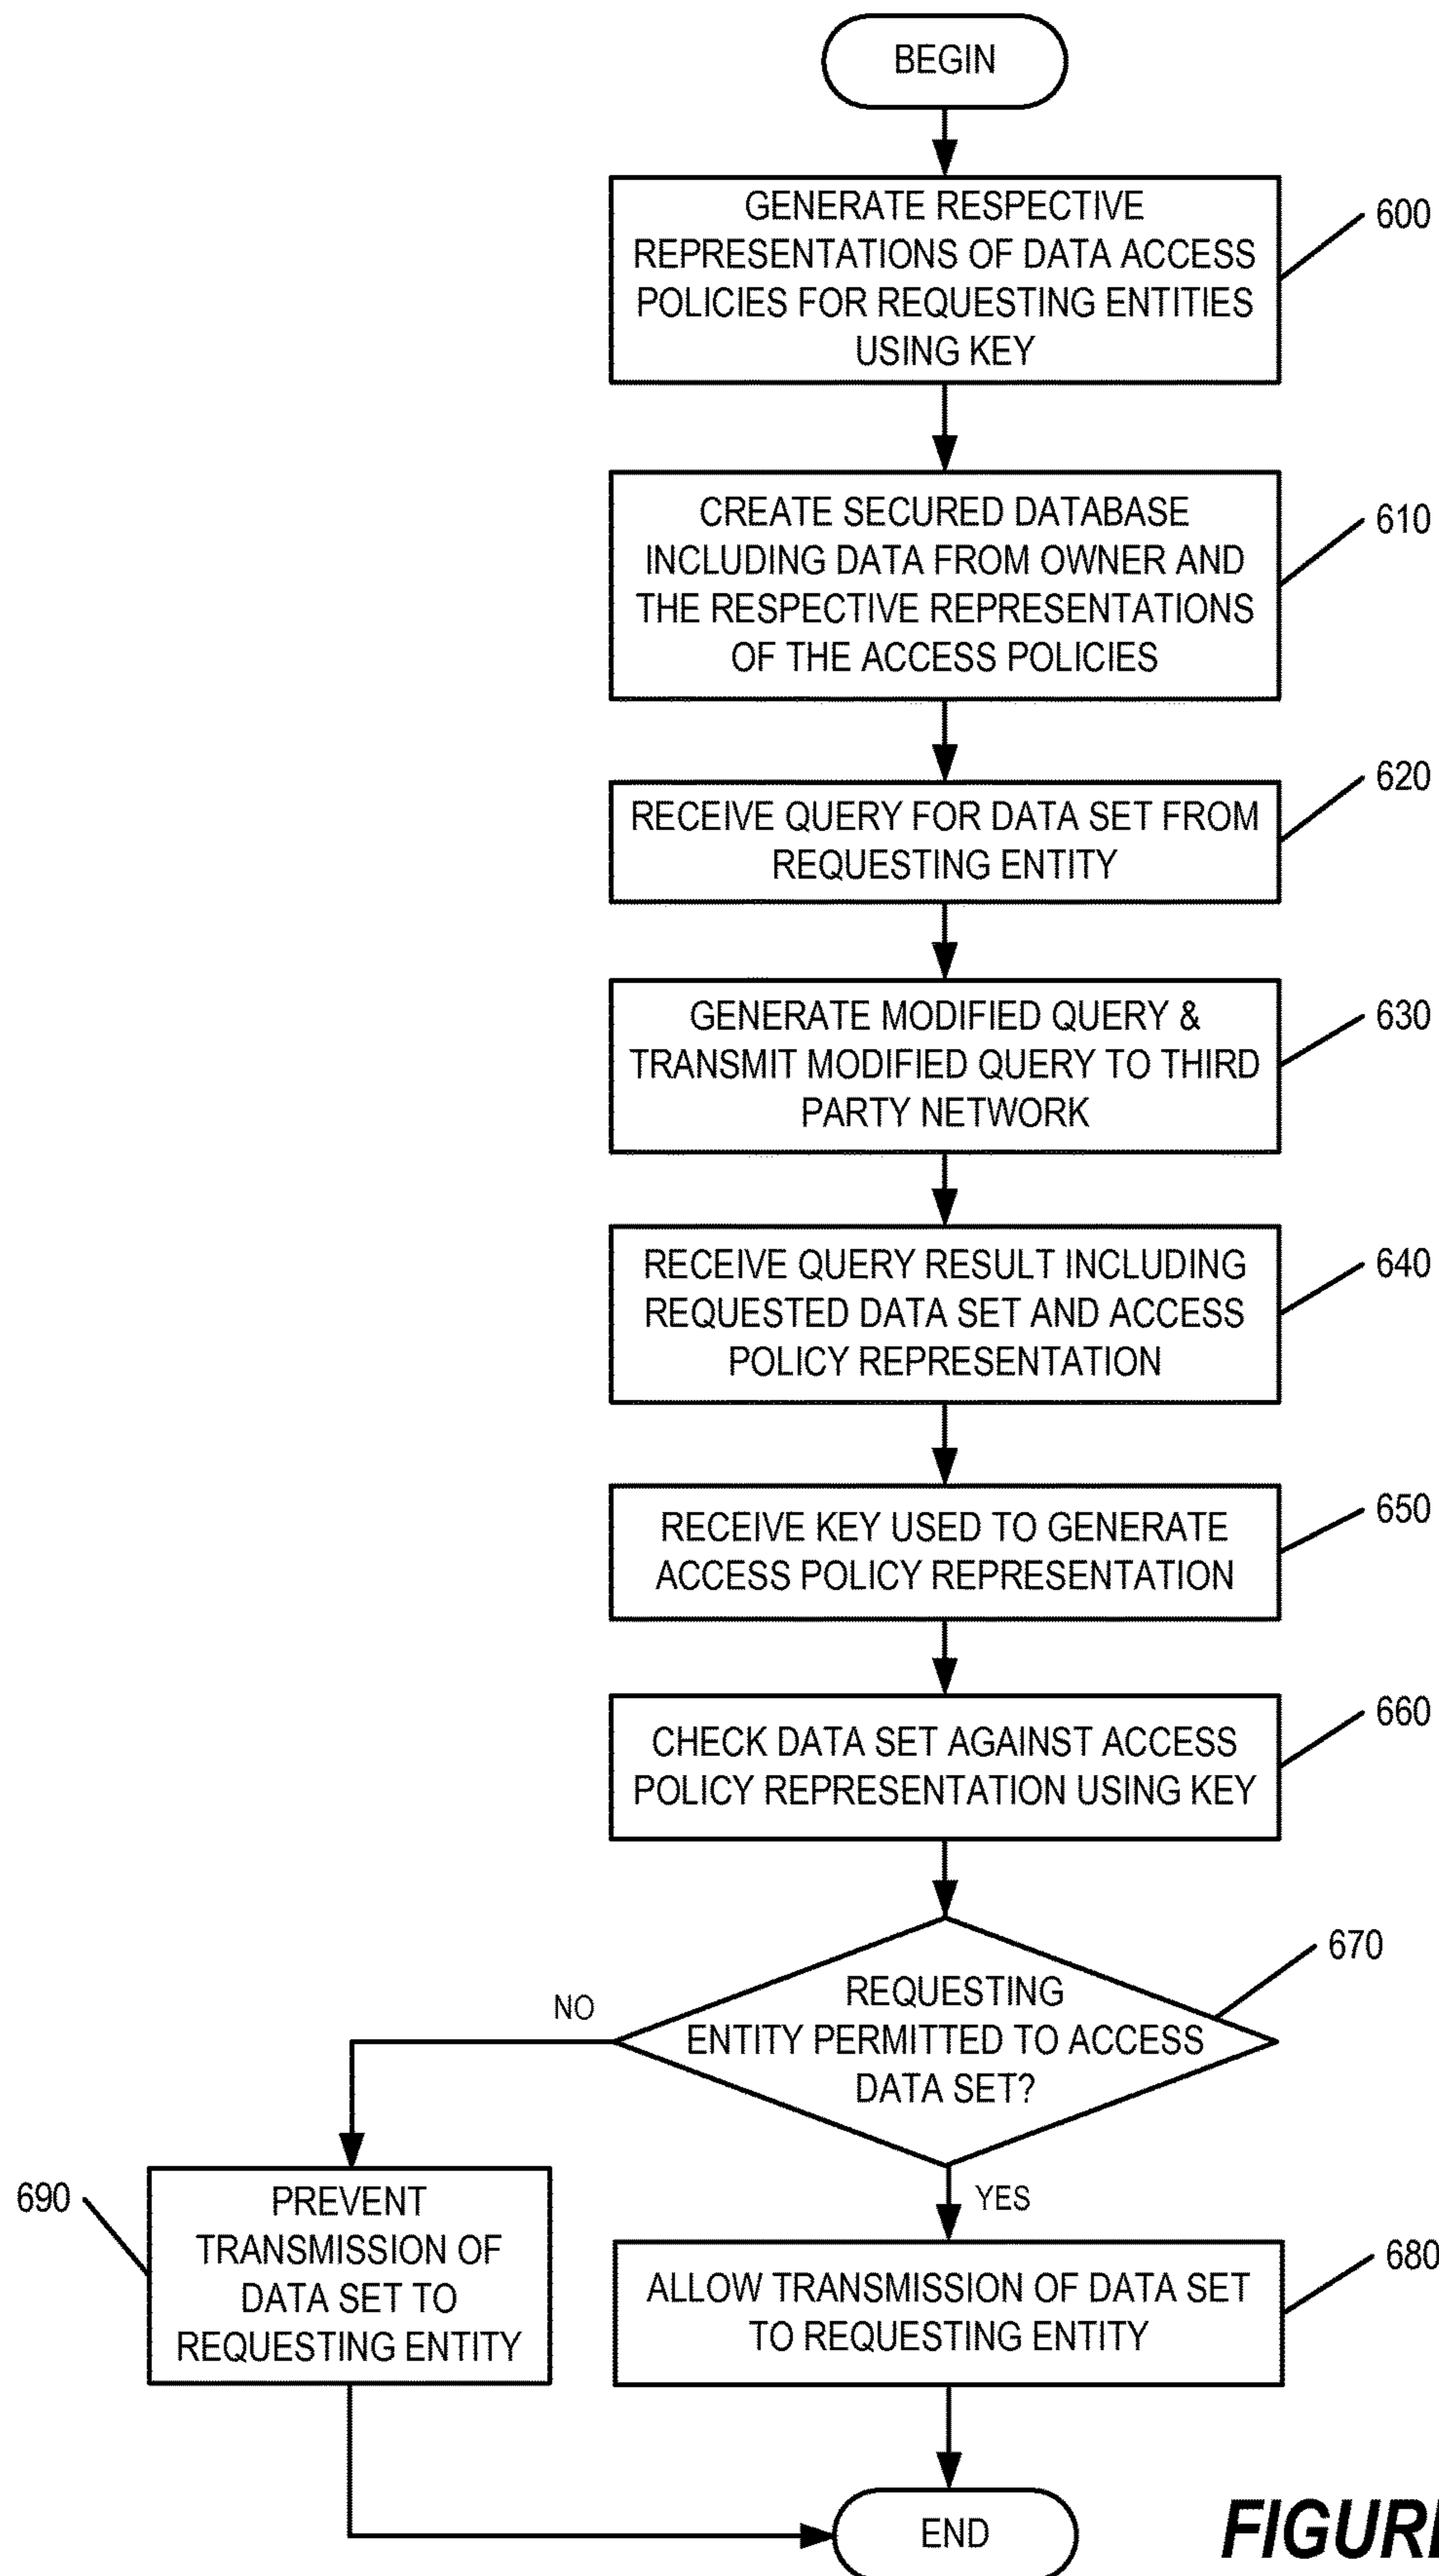 BEGIN
GENERATE RESPECTIVE
REPRESENTATIONS OF DATA ACCESS
POLICIES FOR REQUESTING ENTITIES
USING KEY
600
CREATE SECURED DATABASE
INCLUDING DATA FROM OWNER AND
THE RESPECTIVE REPRESENTATIONS
OF THE ACCESS POLICIES
610
RECEIVE QUERY FOR DATA SET FROM
REQUESTING ENTITY
620
GENERATE MODIFIED QUERY &
TRANSMIT MODIFIED QUERY TO THIRD
PARTY NETWORK
630
RECEIVE QUERY RESULT INCLUDING
REQUESTED DATA SET AND ACCESS
POLICY REPRESENTATION
640
RECEIVE KEY USED TO GENERATE
ACCESS POLICY REPRESENTATION
650
CHECK DATA SET AGAINST ACCESS
POLICY REPRESENTATION USING KEY
660
REQUESTING
ENTITY PERMITTED TO ACCESS
DATA SET?
670
NO
YES
PREVENT
TRANSMISSION OF
DATA SET TO
REQUESTING ENTITY
690
ALLOW TRANSMISSION OF DATA SET
TO REQUESTING ENTITY
680
END
FIGURE